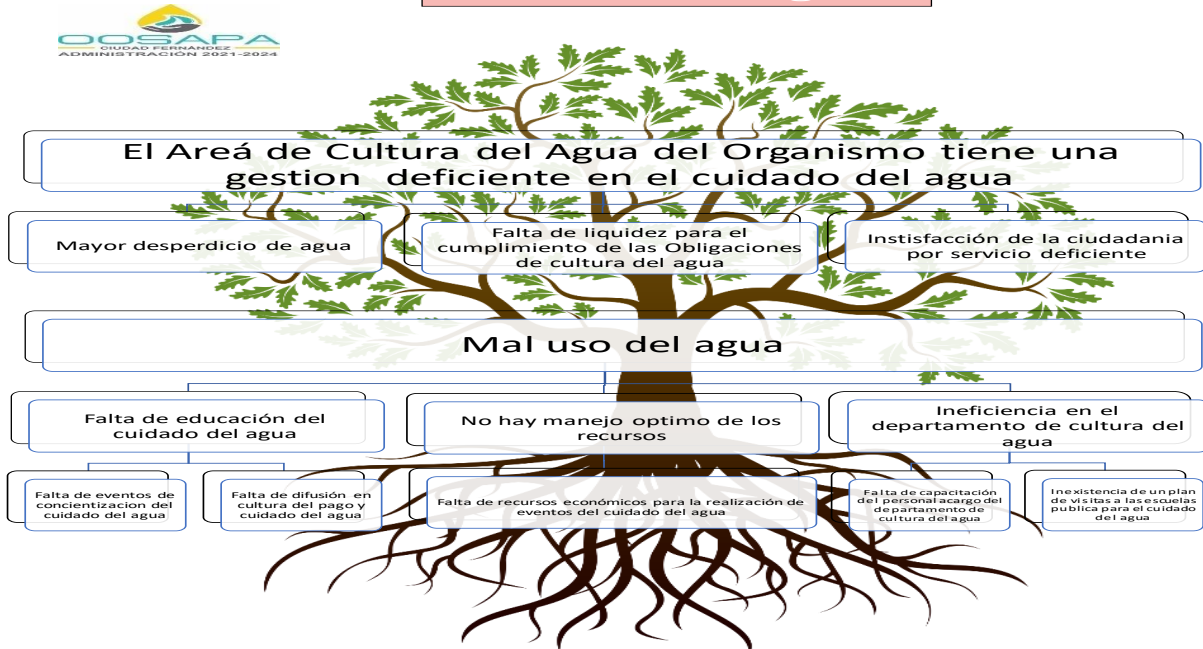 OOSAPA
CIUDAD FERNÁNDEZ
ADMINISTRACIÓN 2021-2024
El Areá de Cultura del Agua del Organismo tiene una
gestion deficiente en el cuidado del agua
Mayor desperdicio de agua
Falta de liquidez para el
cumplimiento de las Obligaciones
de cultura del agua
Instisfacción de la ciudadania
por servicio deficiente
Mal uso del agua
Falta de educación del
cuidado del agua
No hay manejo optimo de los
recursos
Ineficiencia en el
departamento de cultura del
agua
Falta de eventos de
concientizacion del
cuidado del agua
Falta de difusión en
cultura del pago y
cuidado del agua
Falta de recursos económicos para la realización de
eventos del cuidado del agua
Falta de capacitación
del personal acargo del
departamento de
cultura del agua
Inexistencia de un plan
de visitas a las escuelas
publica para el cuidado
del agua